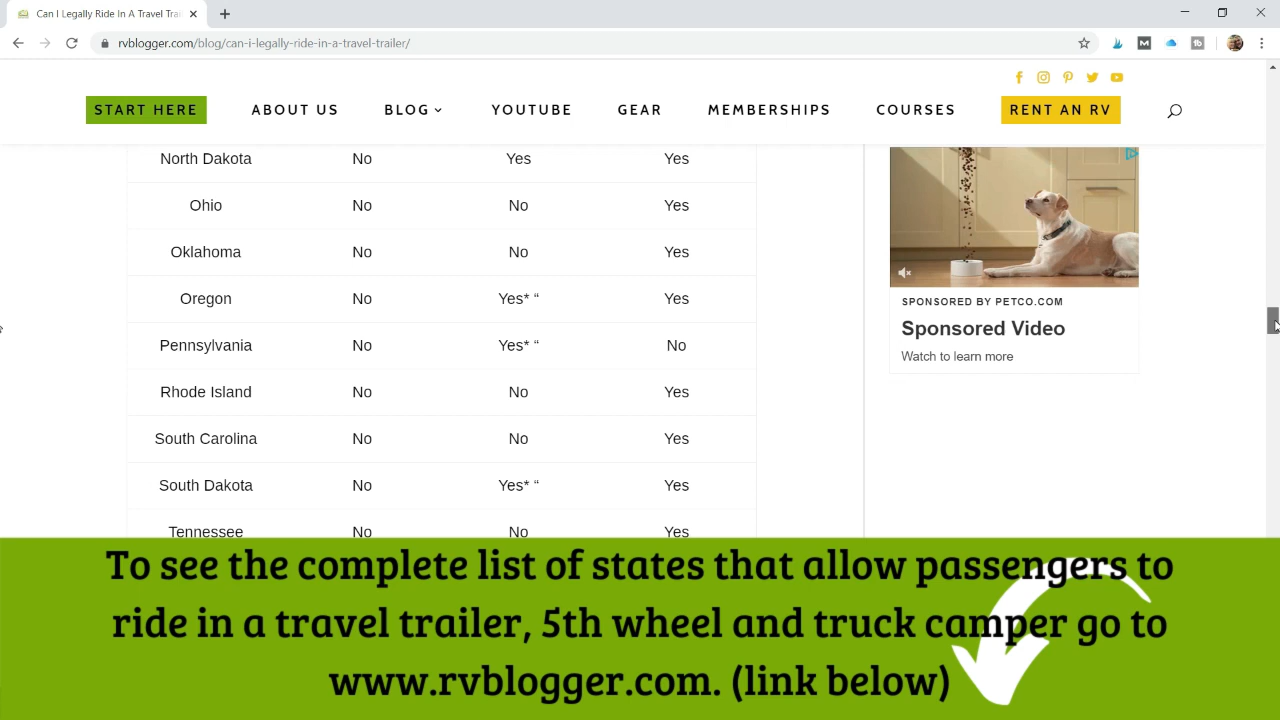 Can I Legally Ride In A Travel Tra
rvblogger.com/blog/can-i-legally-ride-in-a-travel-trailer/
START HERE ABOUT US BLOG YOUTUBE GEAR MEMBERSHIPS COURSES RENT AN RV
North Dakota No Yes Yes
Ohio No No Yes
Oklahoma No No Yes
Oregon No Yes* “ Yes
Pennsylvania No Yes* “ No
Rhode Island No No Yes
South Carolina No No Yes
South Dakota No Yes* “ Yes
Tennessee No No Yes
SPONSORED BY PETCO.COM
Sponsored Video
Watch to learn more
To see the complete list of states that allow passengers to
ride in a travel trailer, 5th wheel and truck camper go to
www.rvblogger.com. (link below)